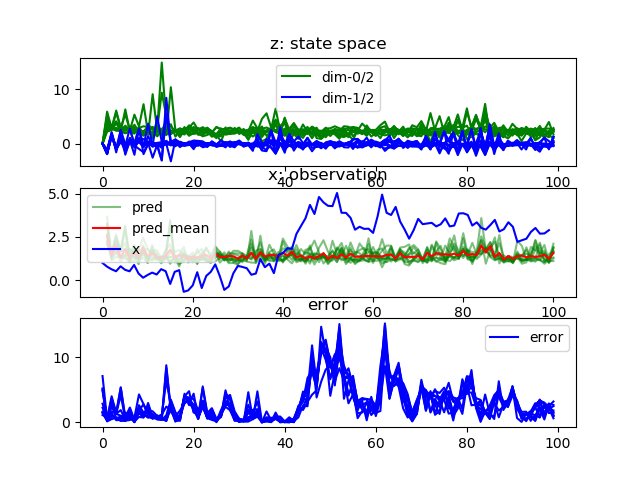 z: state space
10
0
dim-0/2
dim-1/2
0 20 40 60 80 100
x: observation
5.0
2.5
0.0
pred
pred_mean
x
0 20 40 60 80 100
error
10
0
error
0 20 40 60 80 100